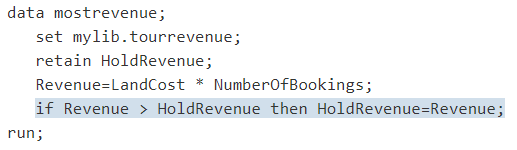 data mostrevenue;
set mylib.tourrevenue;
retain HoldRevenue;
Revenue=LandCost * NumberOfBookings;
if Revenue > HoldRevenue then HoldRevenue=Revenue;
run;